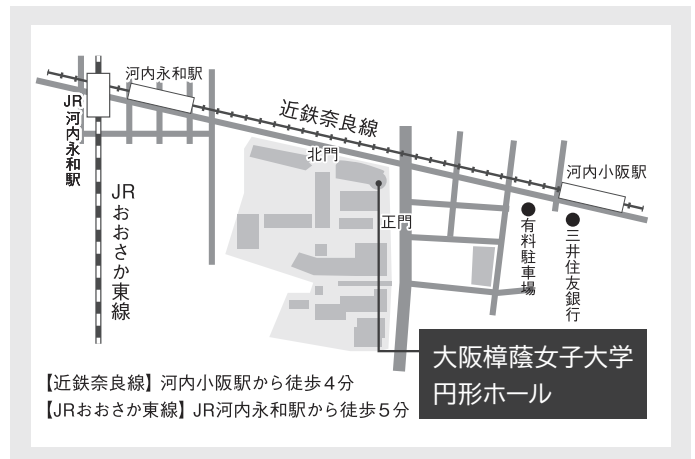 河内永和駅
JR河内永和駅
近鉄奈良線
北門
河内小阪駅
JRおおさか東線
正門
有料駐車場
三井住友銀行
大阪樟蔭女子大学
円形ホール
【近鉄奈良線】河内小阪駅から徒歩4分
【JRおおさか東線】JR河内永和駅から徒歩5分